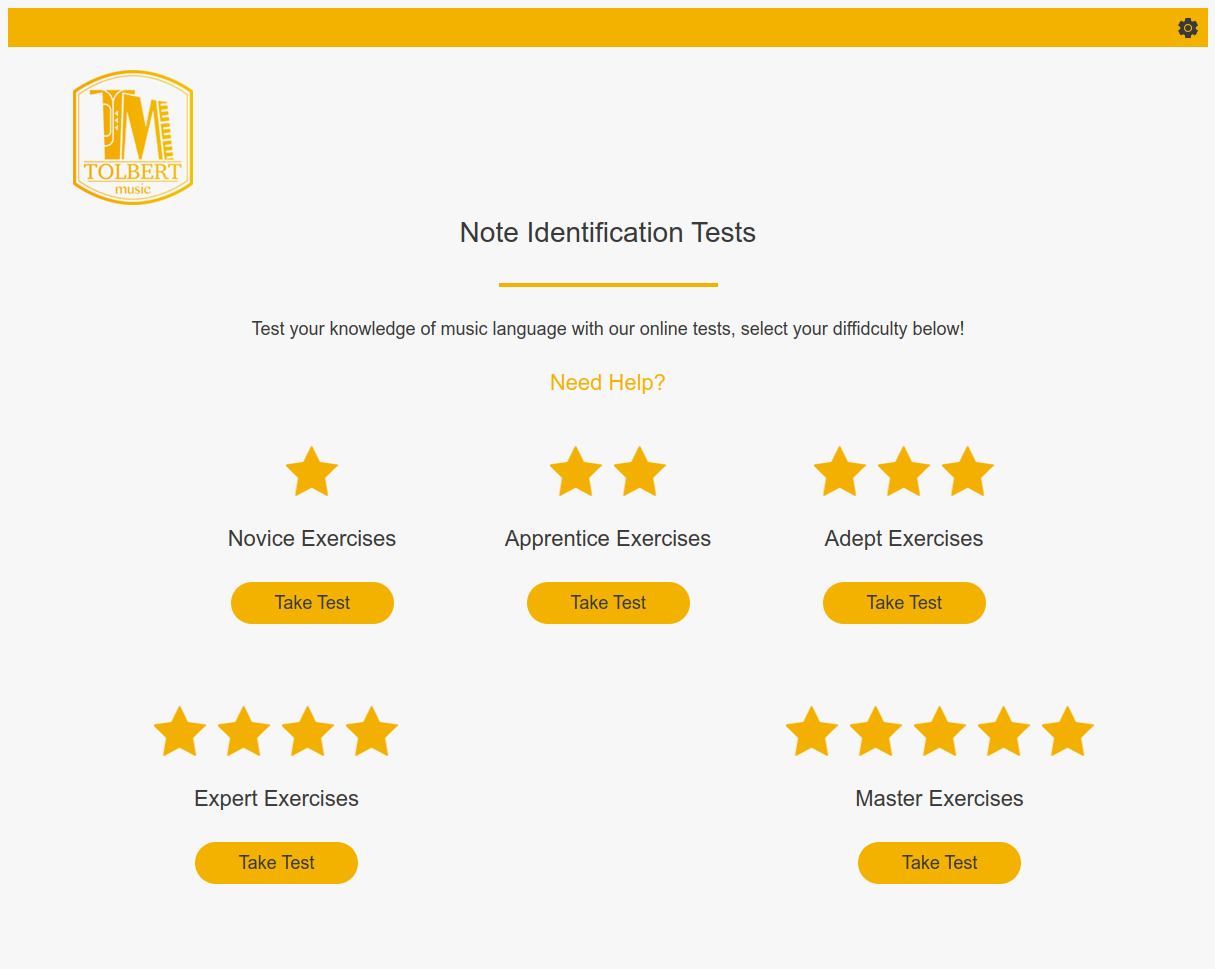 TM
TOLBERT
music
Note Identification Tests
Test your knowledge of music language with our online tests, select your diffidculty below!
Need Help?
Novice Exercises
Apprentice Exercises
Adept Exercises
Take Test
Take Test
Take Test
Expert Exercises
Master Exercises
Take Test
Take Test